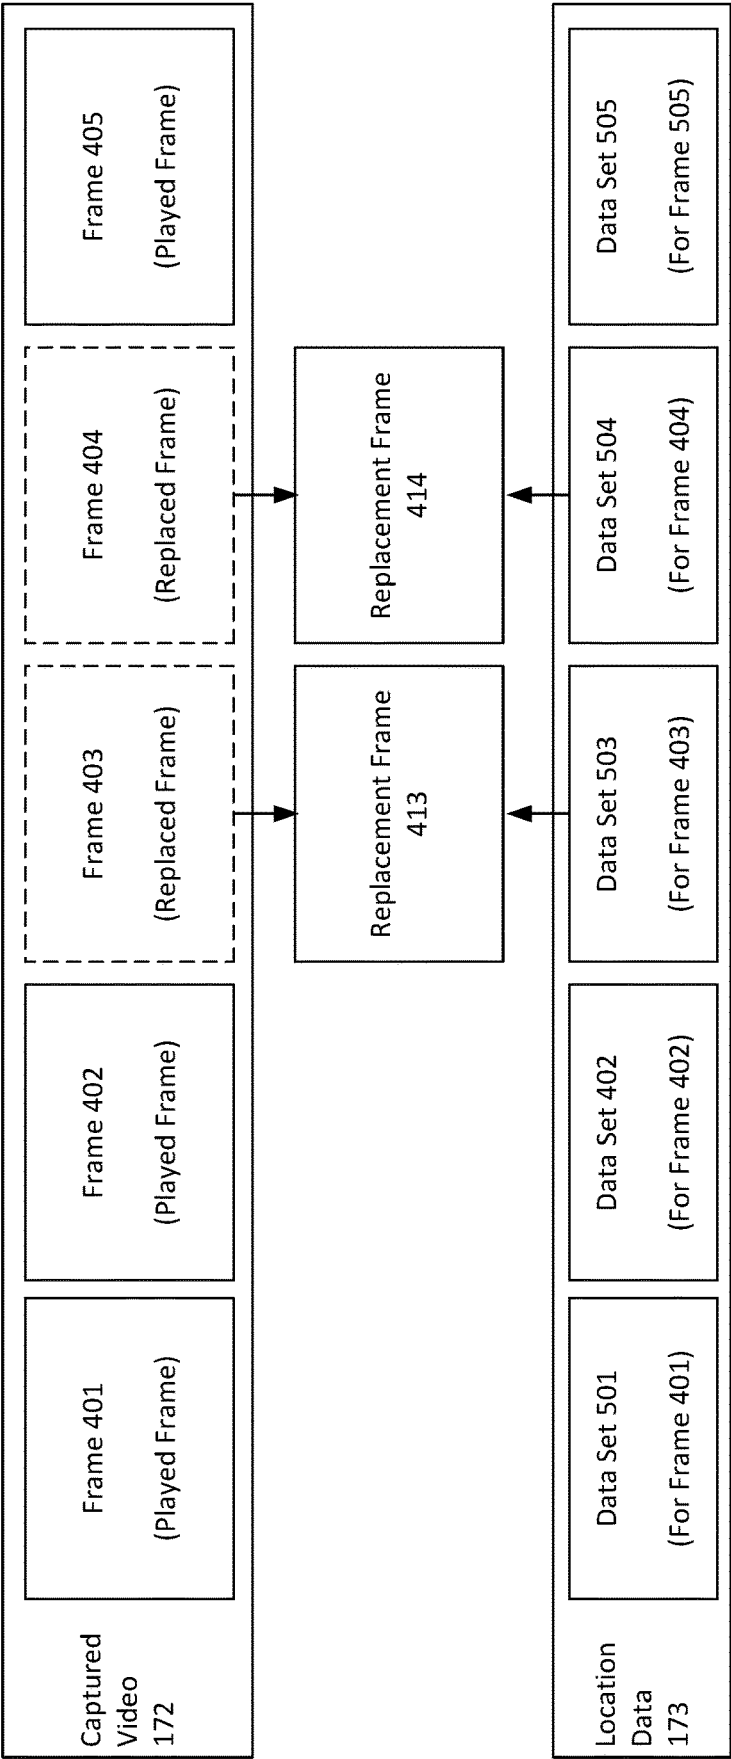 Captured
Video
172
Frame 401
(Played Frame)
Frame 402
(Played Frame)
Frame 403
(Replaced Frame)
Frame 404
(Replaced Frame)
Frame 405
(Played Frame)
Replacement Frame
413
Replacement Frame
414
Location
Data
173
Data Set 501
(For Frame 401)
Data Set 402
(For Frame 402)
Data Set 503
(For Frame 403)
Data Set 504
(For Frame 404)
Data Set 505
(For Frame 505)